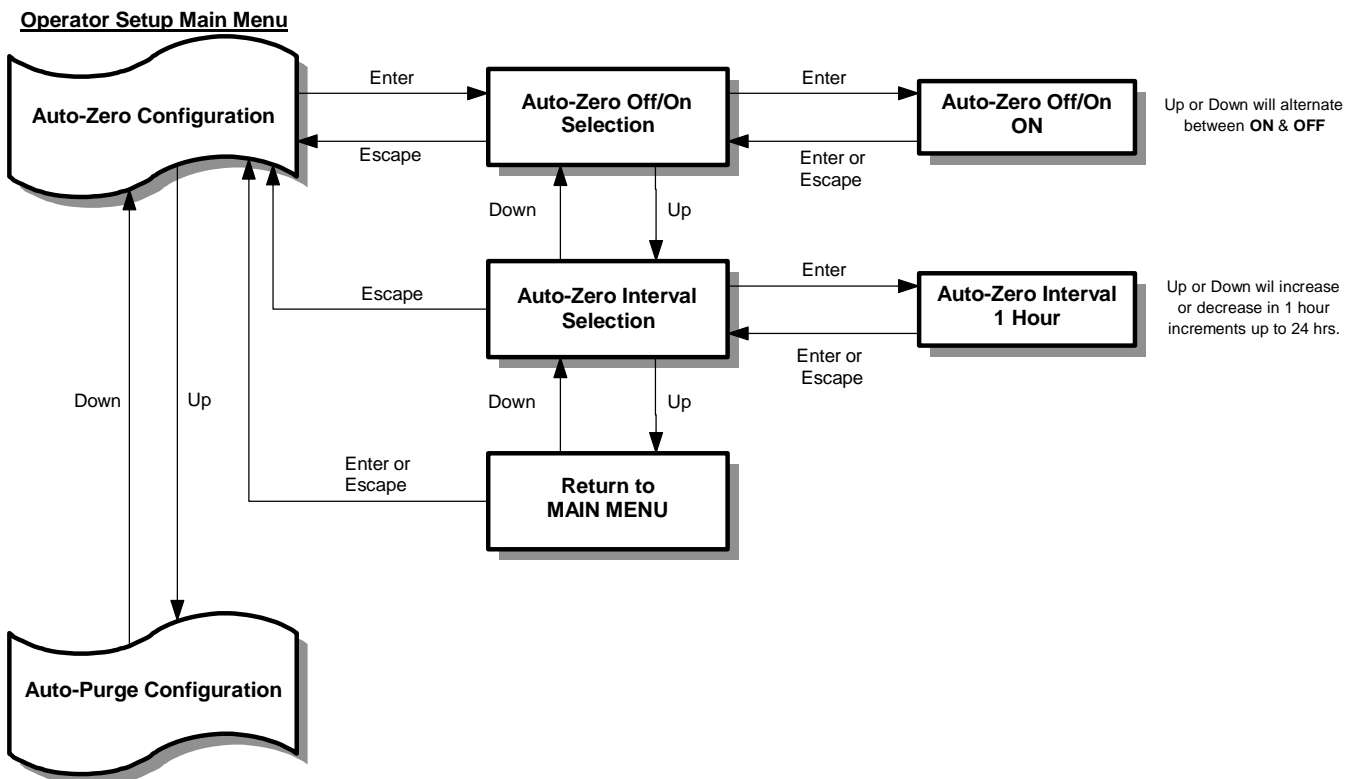 Operator Setup Main Menu
Auto-Zero Configuration
Enter
Escape
Auto-Zero Off/On
Selection
Enter
Enter or
Escape
Auto-Zero Off/On
ON
Up or Down will alternate
between ON & OFF
Down
Up
Escape
Auto-Zero Interval
Selection
Enter
Enter or
Escape
Auto-Zero Interval
1 Hour
Up or Down wil increase
or decrease in 1 hour
increments up to 24 hrs.
Down
Up
Down
Up
Enter or
Escape
Return to
MAIN MENU
Auto-Purge Configuration